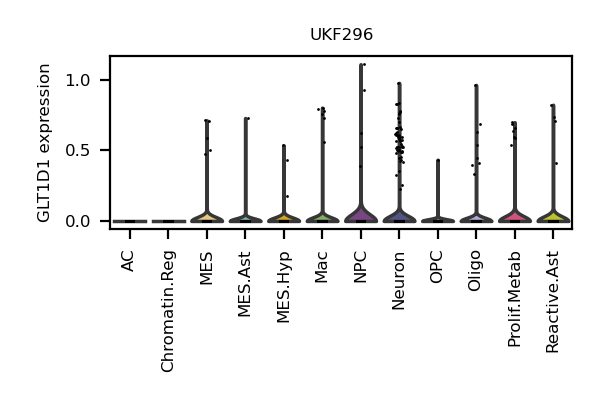 UKF296
GLT1D1 expression
1.0
0.5
0.0
AC
Chromatin.Reg
MES
MES.Ast
MES.Hyp
Mac
NPC
Neuron
OPC
Oligo
Prolif.Metab
Reactive.Ast